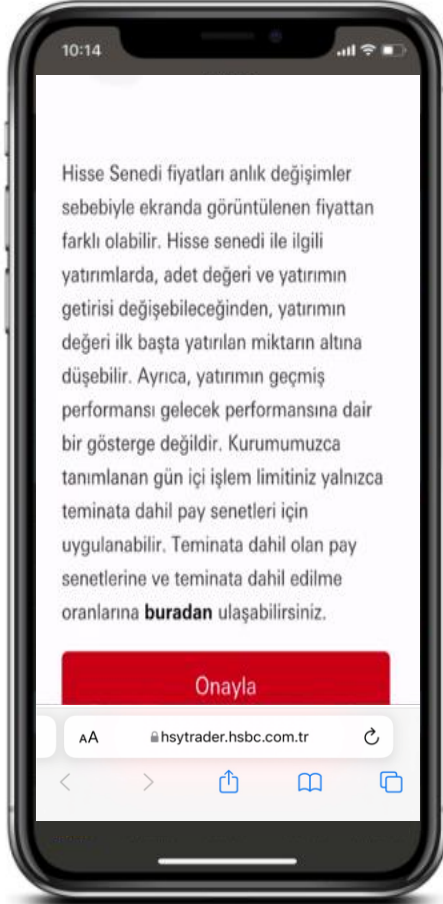 10:14
Hisse Senedi fiyatları anlık değişimler
sebebiyle ekranda görüntülenen fiyattan
farklı olabilir. Hisse senedi ile ilgili
yatırımlarda, adet değeri ve yatırımın
getirisi değişebileceğinden, yatırımın
değeri ilk başta yatırılan miktarın altına
düşebilir. Ayrıca, yatırımın geçmiş
performansı gelecek performansına dair
bir gösterge değildir. Kurumumuzca
tanımlanan gün içi işlem limitiniz yalnızca
teminata dahil pay senetleri için
uygulanabilir. Teminata dahil olan pay
senetlerine ve teminata dahil edilme
oranlarına buradan ulaşabilirsiniz.
Onayla
AA hsytrader.hsbc.com.tr